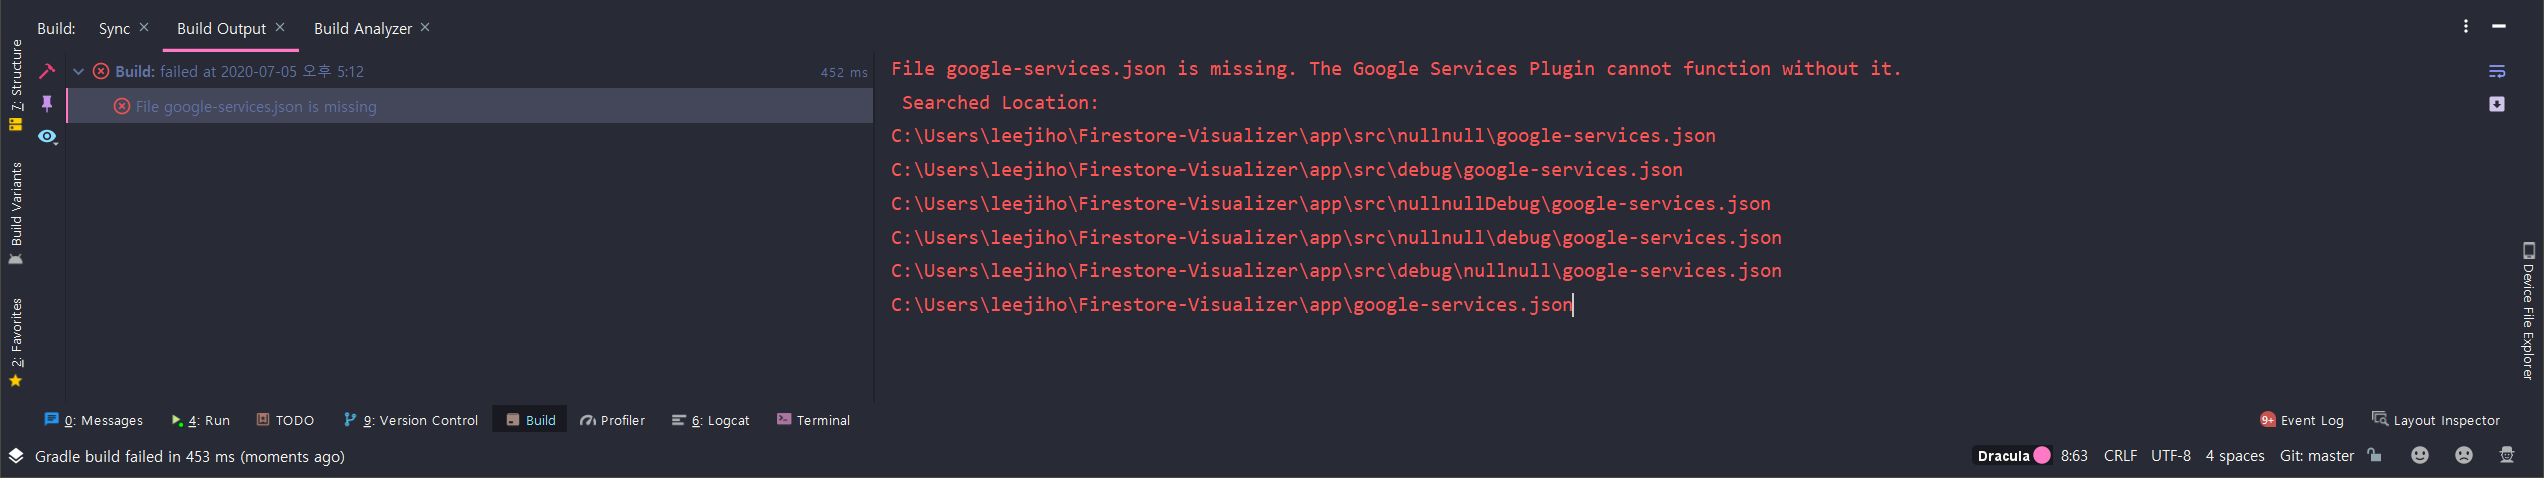 Build: Sync Build Output Build Analyzer
7: Structure
Build Variants
2: Favorites
Build: failed at 2020-07-05 오후 5:12 452 ms
File google-services.json is missing
File google-services.json is missing. The Google Services Plugin cannot function without it.
Searched Location:
C:\Users\leejiho\Firestore-Visualizer\app\src\nullnull\google-services.json
C:\Users\leejiho\Firestore-Visualizer\app\src\debug\google-services.json
C:\Users\leejiho\Firestore-Visualizer\app\src\nullnullDebug\google-services.json
C:\Users\leejiho\Firestore-Visualizer\app\src\nullnull\debug\google-services.json
C:\Users\leejiho\Firestore-Visualizer\app\src\debug\nullnull\google-services.json
C:\Users\leejiho\Firestore-Visualizer\app\google-services.json
Device File Explorer
0: Messages 4: Run TODO 9: Version Control Build Profiler 6: Logcat Terminal 9+ Event Log Layout Inspector
Gradle build failed in 453 ms (moments ago) Dracula 8:63 CRLF UTF-8 4 spaces Git: master